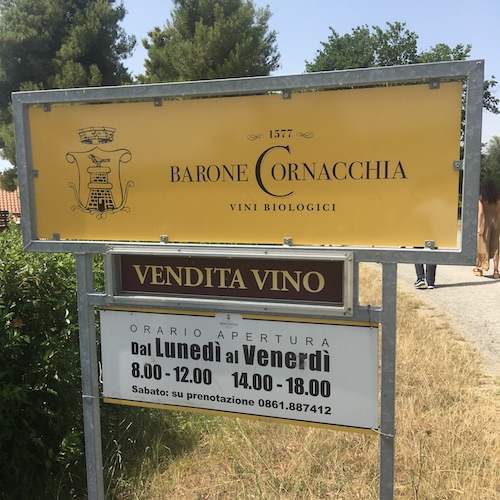 1577
BARONE CORNACCHIA
VINI BIOLOGICI
VENDITA VINO
ORARIO APERTURA
Dal Lunedì al Venerdì
8.00 - 12.00 14.00 - 18.00
Sabato: su prenotazione 0861.887412